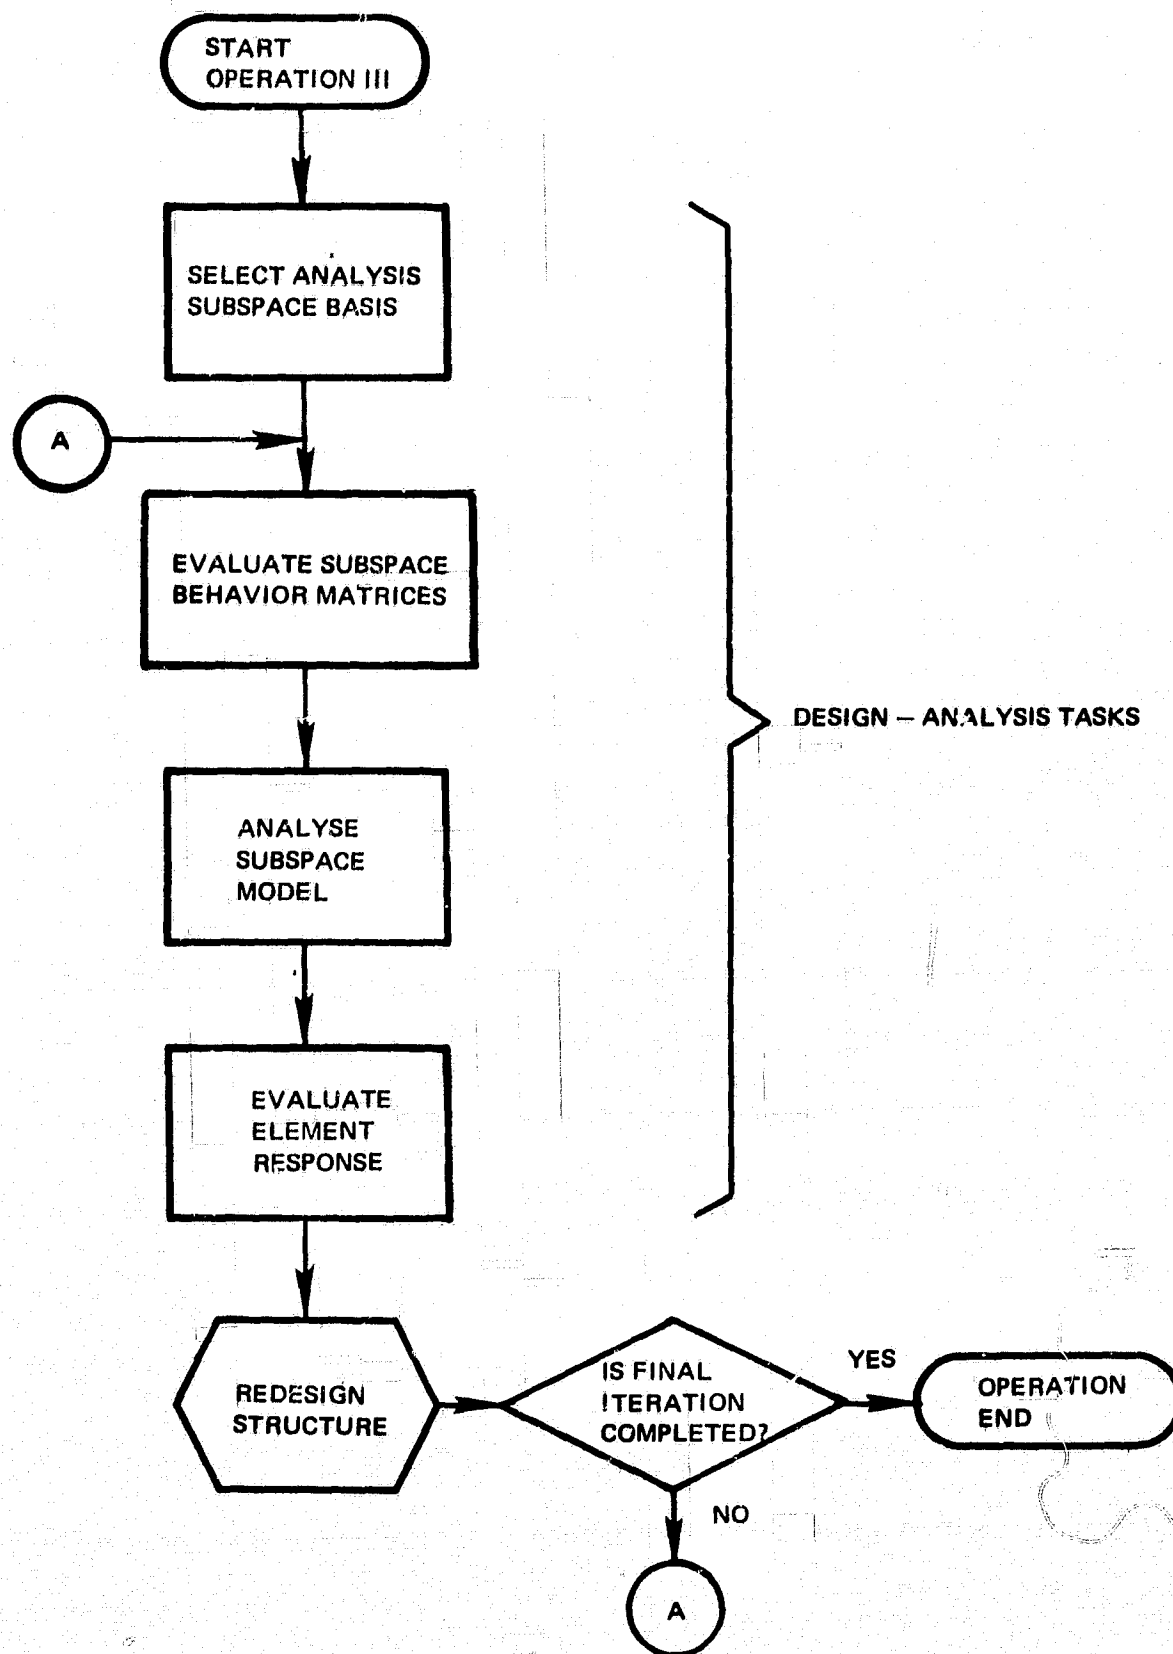 START
OPERATION III
SELECT ANALYSIS
SUBSPACE BASIS
A
EVALUATE SUBSPACE
BEHAVIOR MATRICES
DESIGN – ANALYSIS TASKS
ANALYSE
SUBSPACE
MODEL
EVALUATE
ELEMENT
RESPONSE
REDESIGN
STRUCTURE
IS FINAL
ITERATION
COMPLETED?
YES
OPERATION
END
NO
A